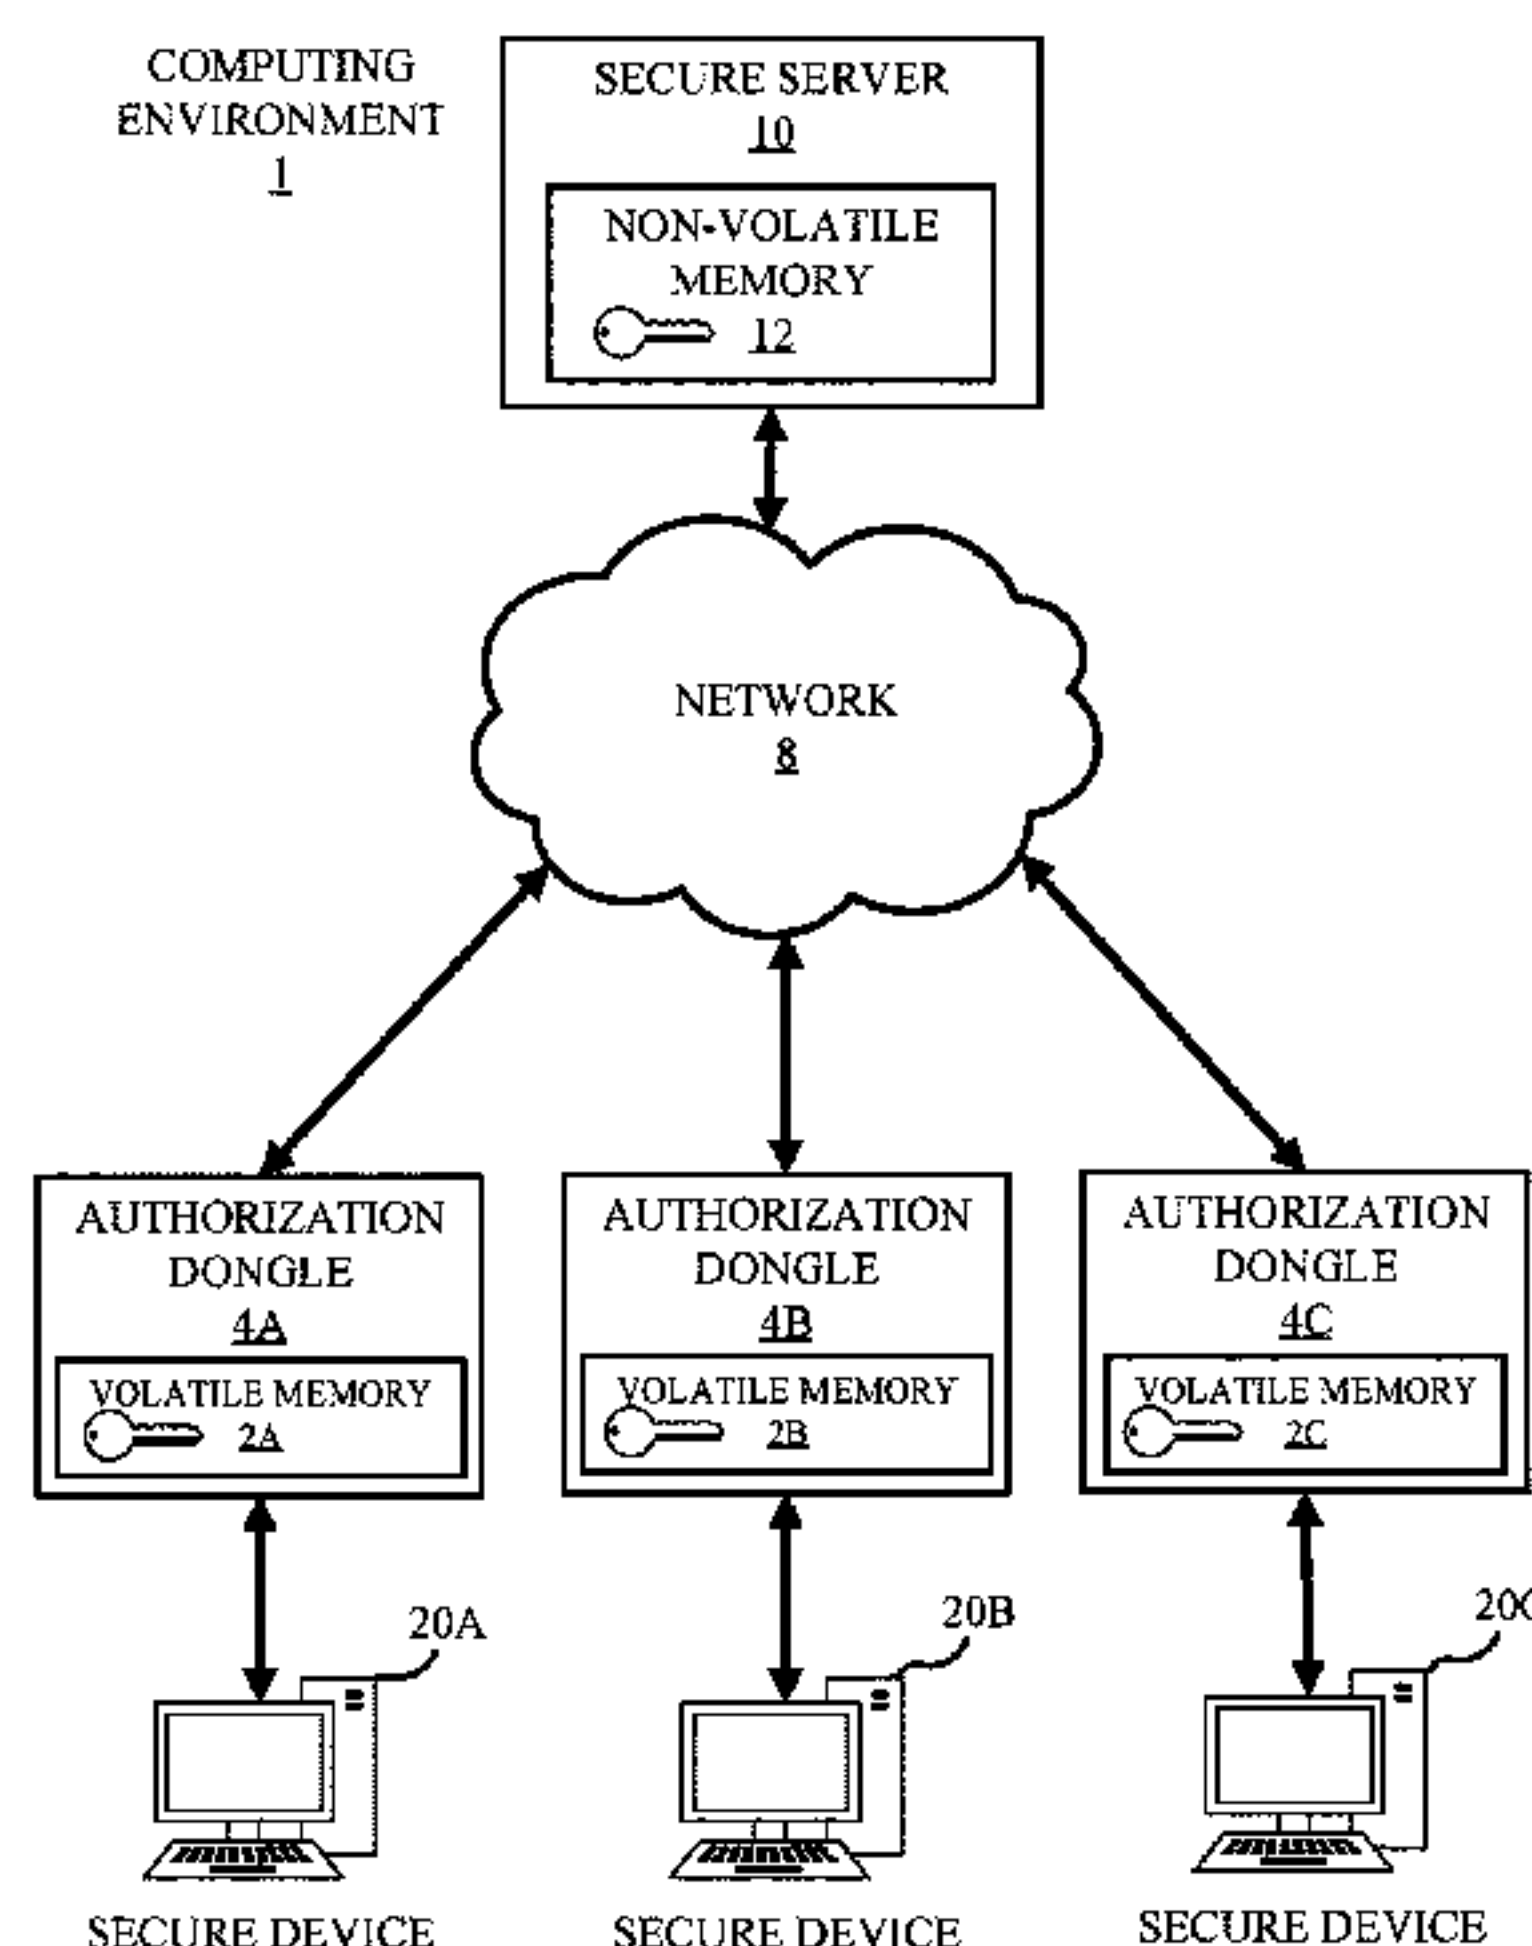 COMPUTING
ENVIRONMENT
1
SECURE SERVER
10
NON-VOLATILE
MEMORY
12
NETWORK
8
AUTHORIZATION
DONGLE
4A
VOLATILE MEMORY
2A
AUTHORIZATION
DONGLE
4B
VOLATILE MEMORY
2B
AUTHORIZATION
DONGLE
4C
VOLATILE MEMORY
2C
20A
20B
20C
SECURE DEVICE
SECURE DEVICE
SECURE DEVICE